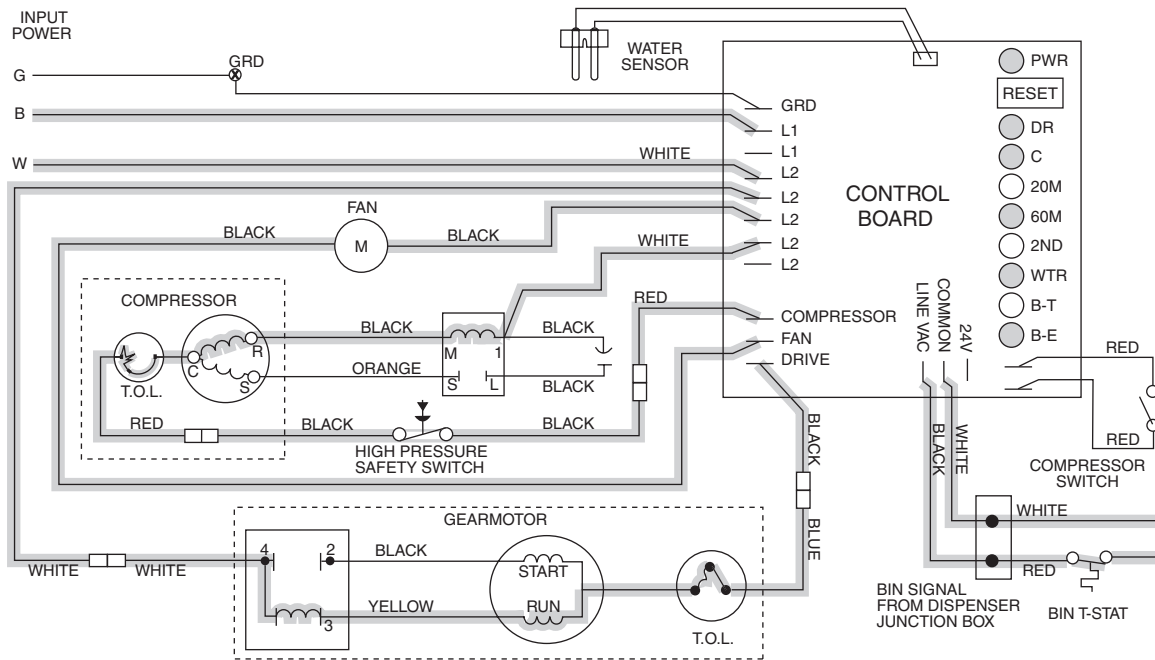 INPUT
POWER
G
GRD
B
W
WHITE
WATER
SENSOR
GRD
L1
L1
L2
L2
L2
L2
L2
CONTROL
BOARD
PWR
RESET
DR
C
20M
60M
2ND
WTR
B-T
B-E
FAN
BLACK
M
BLACK
WHITE
COMPRESSOR
RED
COMPRESSOR
FAN
DRIVE
LINE VAC
COMMON
24V
BLACK
M
1
BLACK
R
C
S
ORANGE
S
L
BLACK
T.O.L.
RED
BLACK
BLACK
HIGH PRESSURE
SAFETY SWITCH
RED
RED
COMPRESSOR
SWITCH
BLACK
BLUE
BLACK
WHITE
WHITE
RED
BIN SIGNAL
FROM DISPENSER
JUNCTION BOX
BIN T-STAT
GEARMOTOR
WHITE
WHITE
4
2
BLACK
START
YELLOW
RUN
3
T.O.L.